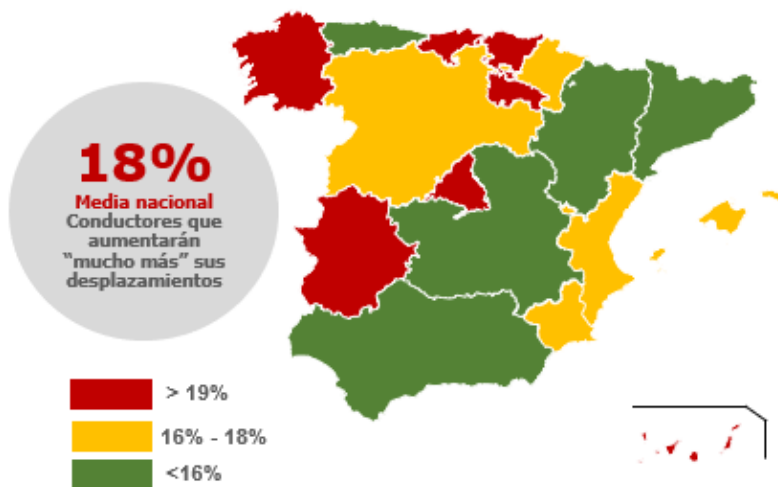 18%
Media nacional
Conductores que
aumentarán
“mucho más” sus
desplazamientos
> 19%
16% - 18%
<16%